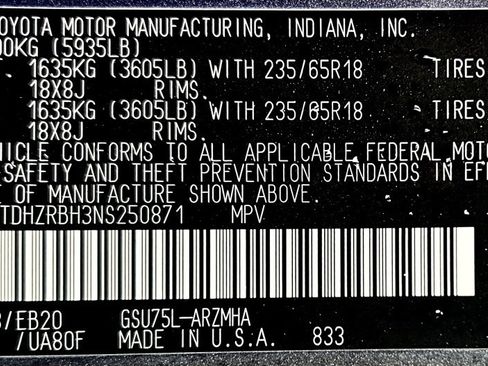 TOYOTA MOTOR MANUFACTURING, INDIANA, INC.
00KG (5935LB)
1635KG (3605LB) WITH 235/65R18 TIRES
18X8J RIMS.
1635KG (3605LB) WITH 235/65R18 TIRES
18X8J RIMS.
HICLE CONFORMS TO ALL APPLICABLE FEDERAL MOTO
SAFETY AND THEFT PREVENTION STANDARDS IN EF
E OF MANUFACTURE SHOWN ABOVE.
TDHZRBH3NS250871 MPV
3/EB20 GSU75L-ARZMHA
/UA80F MADE IN U.S.A. 833